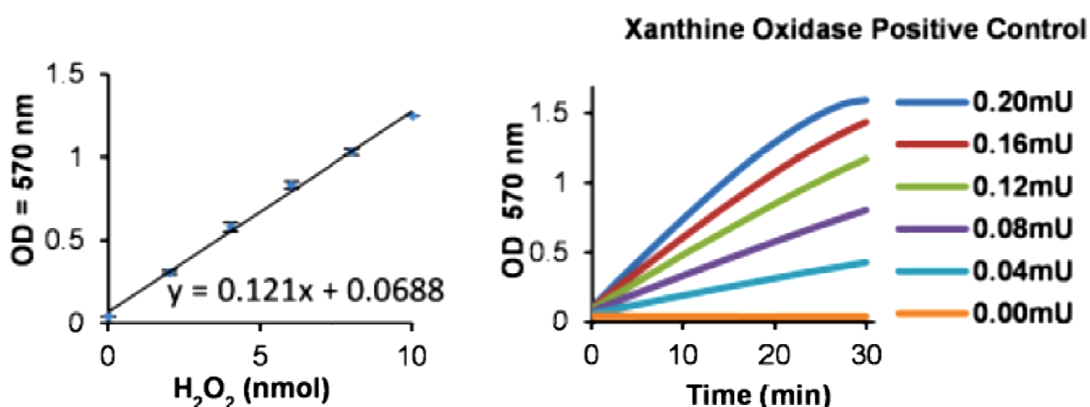 OD = 570 nm
1.5
1
0.5
0
y = 0.121x + 0.0688
0
5
10
H₂O₂ (nmol)
Xanthine Oxidase Positive Control
OD 570 nm
1.5
1
0.5
0
0
10
20
30
Time (min)
0.20mU
0.16mU
0.12mU
0.08mU
0.04mU
0.00mU